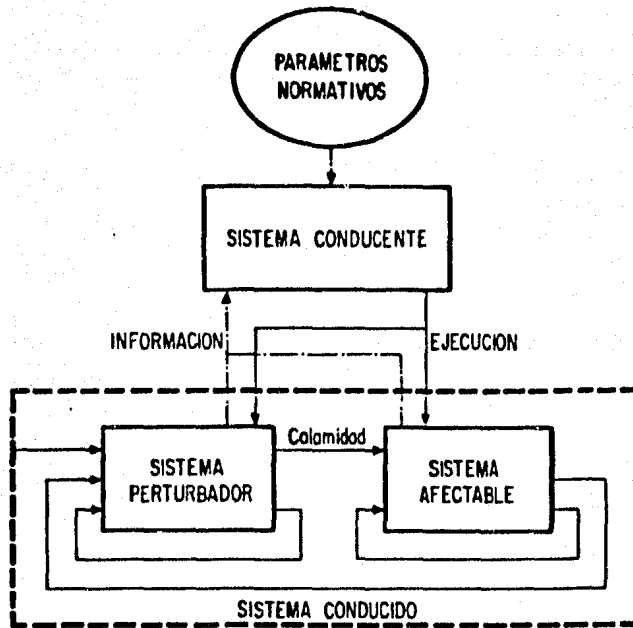 PARAMETROS
NORMATIVOS
SISTEMA CONDUCENTE
INFORMACION
EJECUCION
SISTEMA
PERTURBADOR
Calamidad
SISTEMA
AFECTABLE
SISTEMA CONDUCIDO